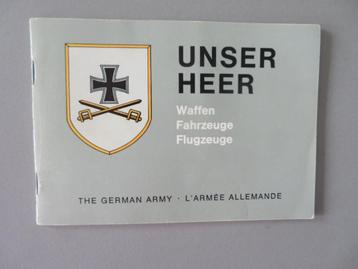 UNSER
HEER
Waffen
Fahrzeuge
Flugzeuge
THE GERMAN ARMY · L'ARMÉE ALLEMANDE